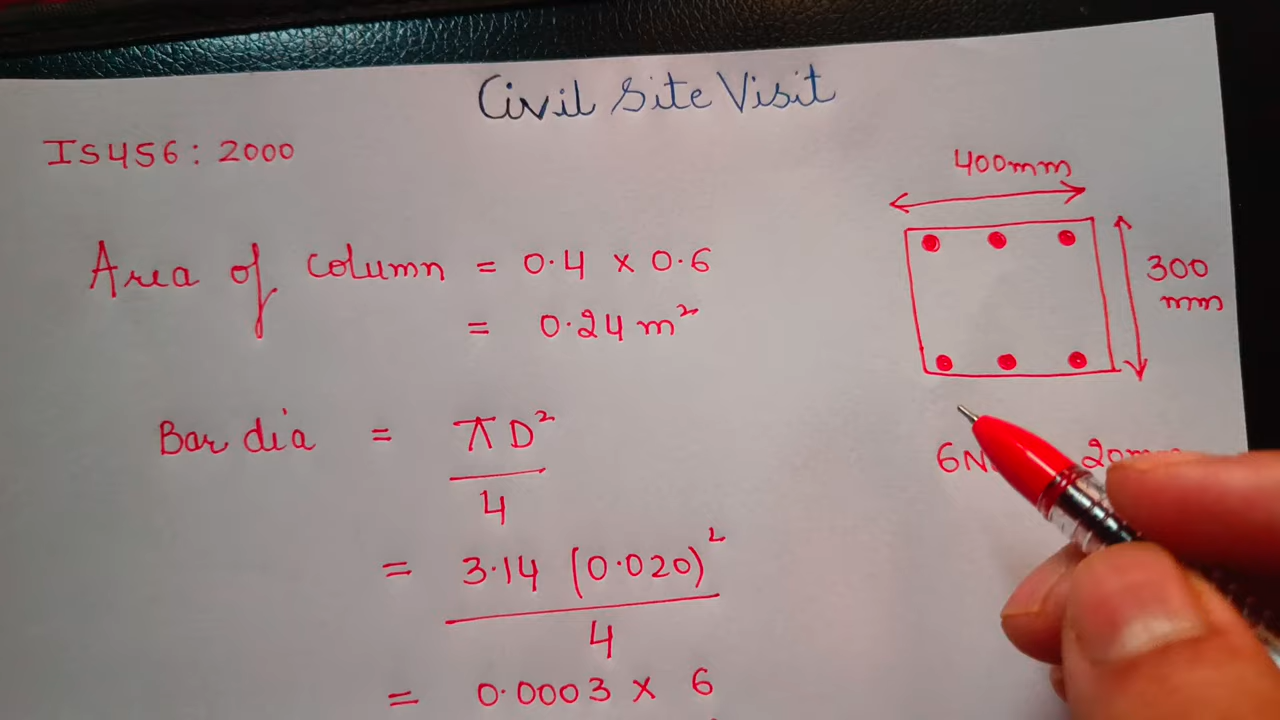 Civil Site Visit
IS456: 2000
400mm
Area of column = 0.4 x 0.6
= 0.24 m²
300
mm
Bar dia = πD²
4
= 3.14 (0.020)²
4
= 0.0003 x 6